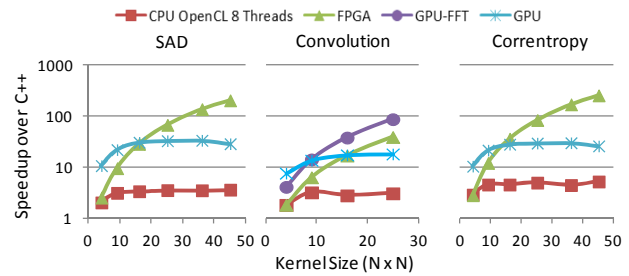 CPU OpenCL 8 Threads FPGA GPU-FFT GPU
SAD Convolution Correntropy
Speedup over C++
1000
100
10
1
0 10 20 30 40 50
0 10 20 30
0 10 20 30 40 50
Kernel Size (N x N)